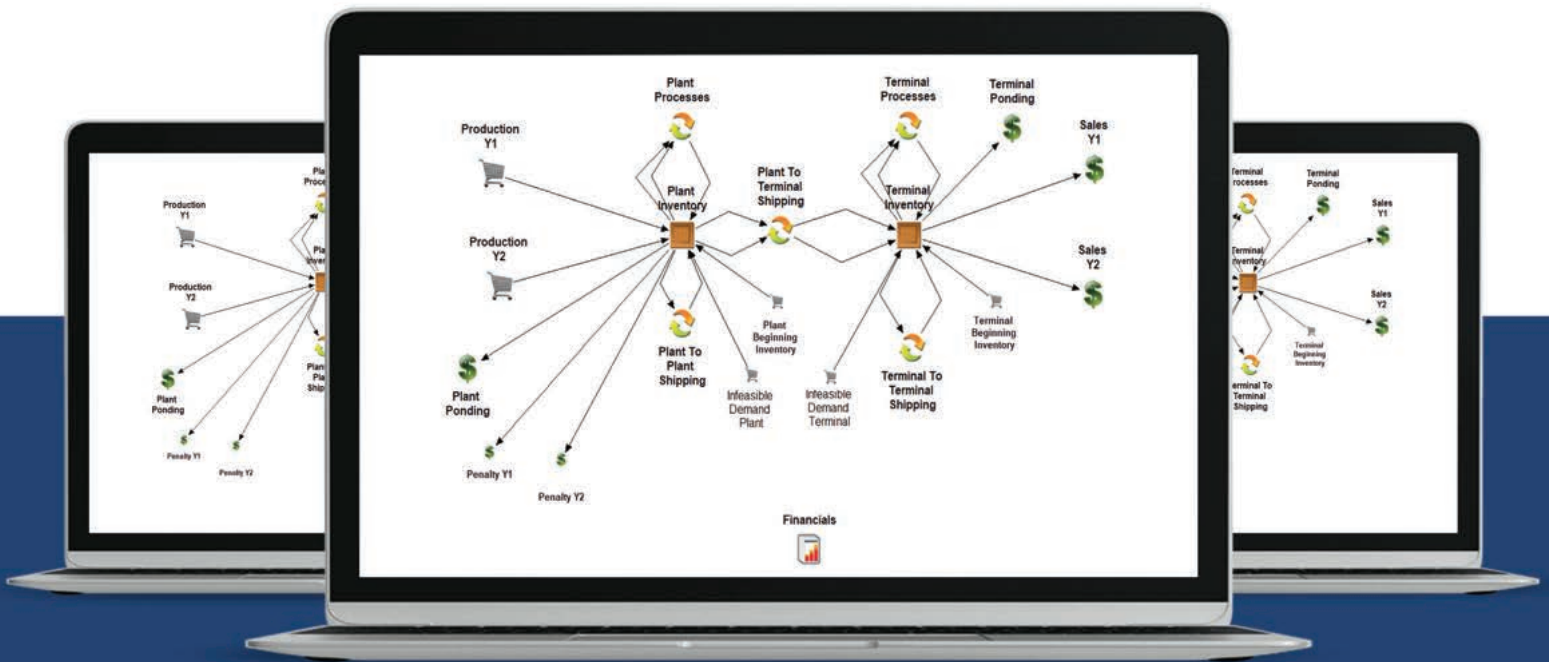 Plant
Processes
Terminal
Processes
Terminal
Ponding
Production
Y1
Sales
Y1
Plant To
Terminal
Shipping
Plant
Inventory
Terminal
Inventory
Production
Y2
Sales
Y2
Plant
Beginning
Inventory
Terminal
Beginning
Inventory
Plant To
Plant
Shipping
Terminal To
Terminal
Shipping
Plant
Ponding
Infeasible
Demand
Plant
Infeasible
Demand
Terminal
Penalty Y1
Penalty Y2
Financials
Production
Y1
Production
Y2
Plant
Ponding
Penalty Y1
Penalty Y2
Terminal
Ponding
Sales
Y1
Sales
Y2
Terminal
Beginning
Inventory
Terminal
Shipping